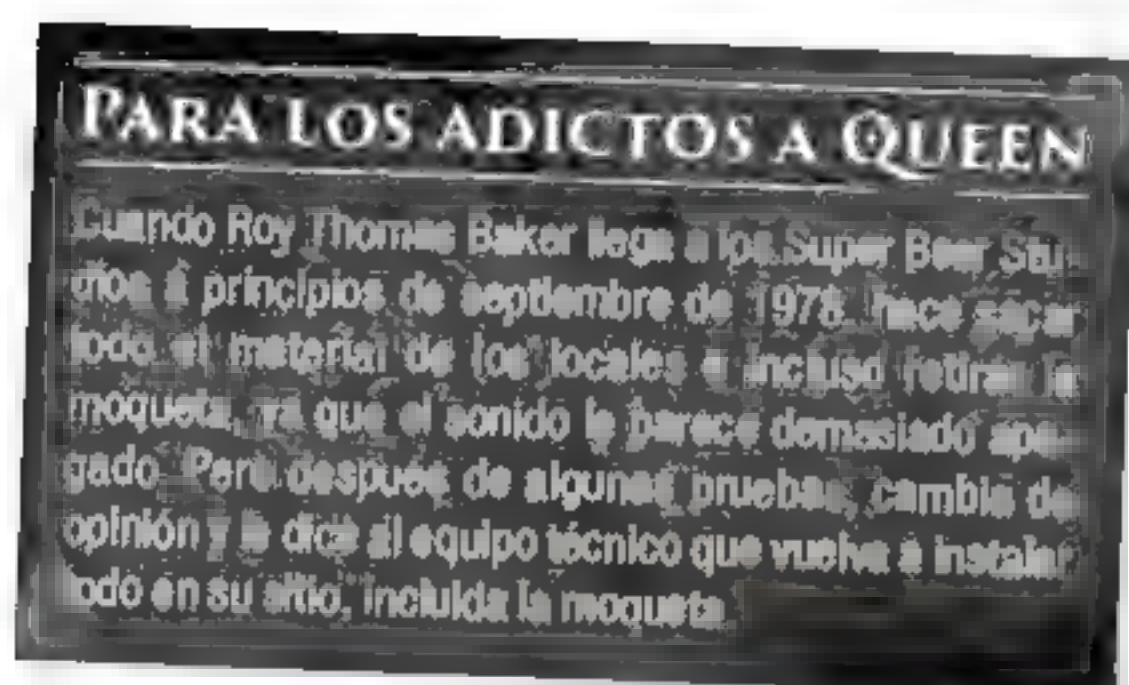 PARA LOS ADICTOS A QUEEN
Cuando Roy Thomas Baker llega a los Super Bear Stu-
dios a principios de septiembre de 1978, hace sacar
todo el material de los locales e incluso retirar la
moqueta, ya que el sonido le parece demasiado apa-
gado. Pero después de algunas pruebas, cambia de
opinión y le dice al equipo técnico que vuelva a instalar
todo en su sitio, incluida la moqueta.